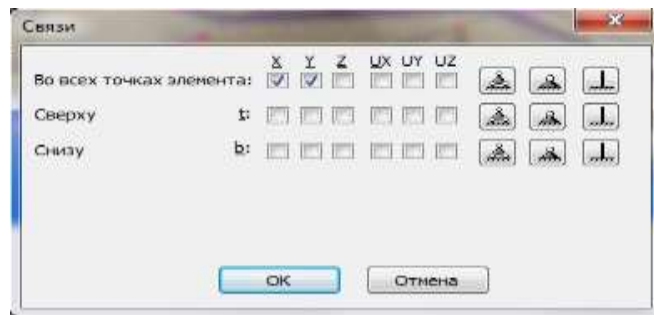 Связи
X Y Z UX UY UZ
Во всех точках элемента:
Сверху t:
Снизу b:
OK Отмена